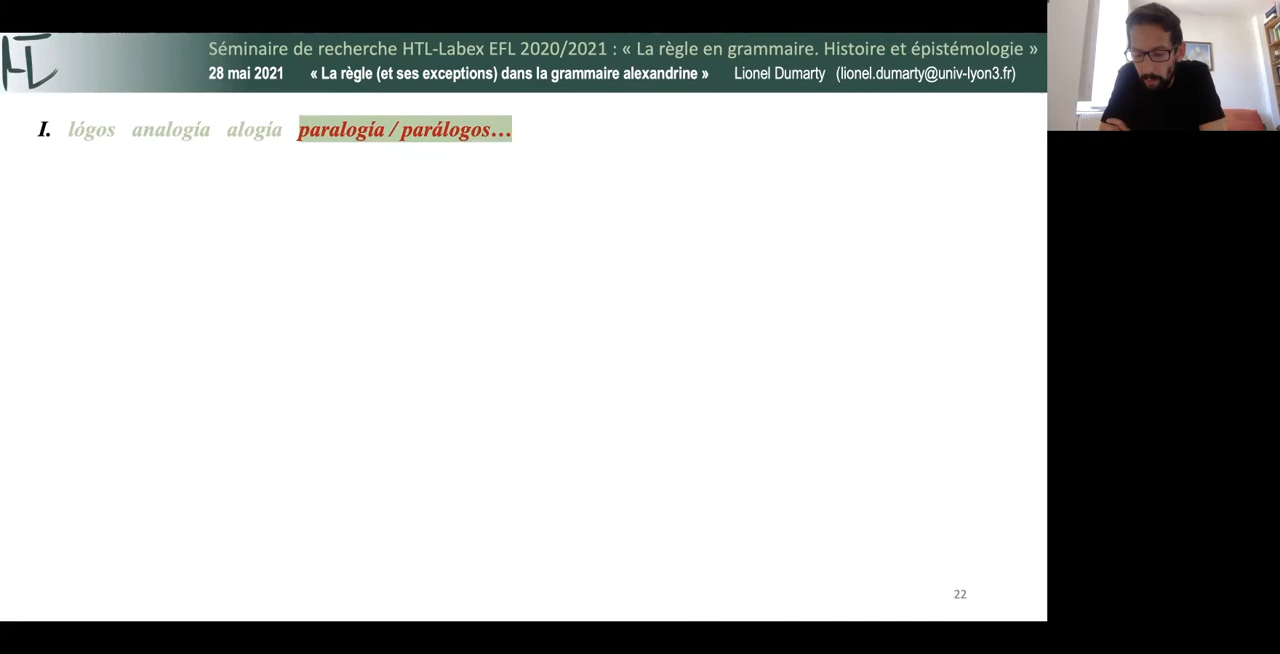 HTL
Séminaire de recherche HTL-Labex EFL 2020/2021 : « La règle en grammaire. Histoire et épistémologie »
28 mai 2021 « La règle (et ses exceptions) dans la grammaire alexandrine » Lionel Dumarty (lionel.dumarty@univ-lyon3.fr)
I. lógos analogía alogía paralogía / parálogos...
22